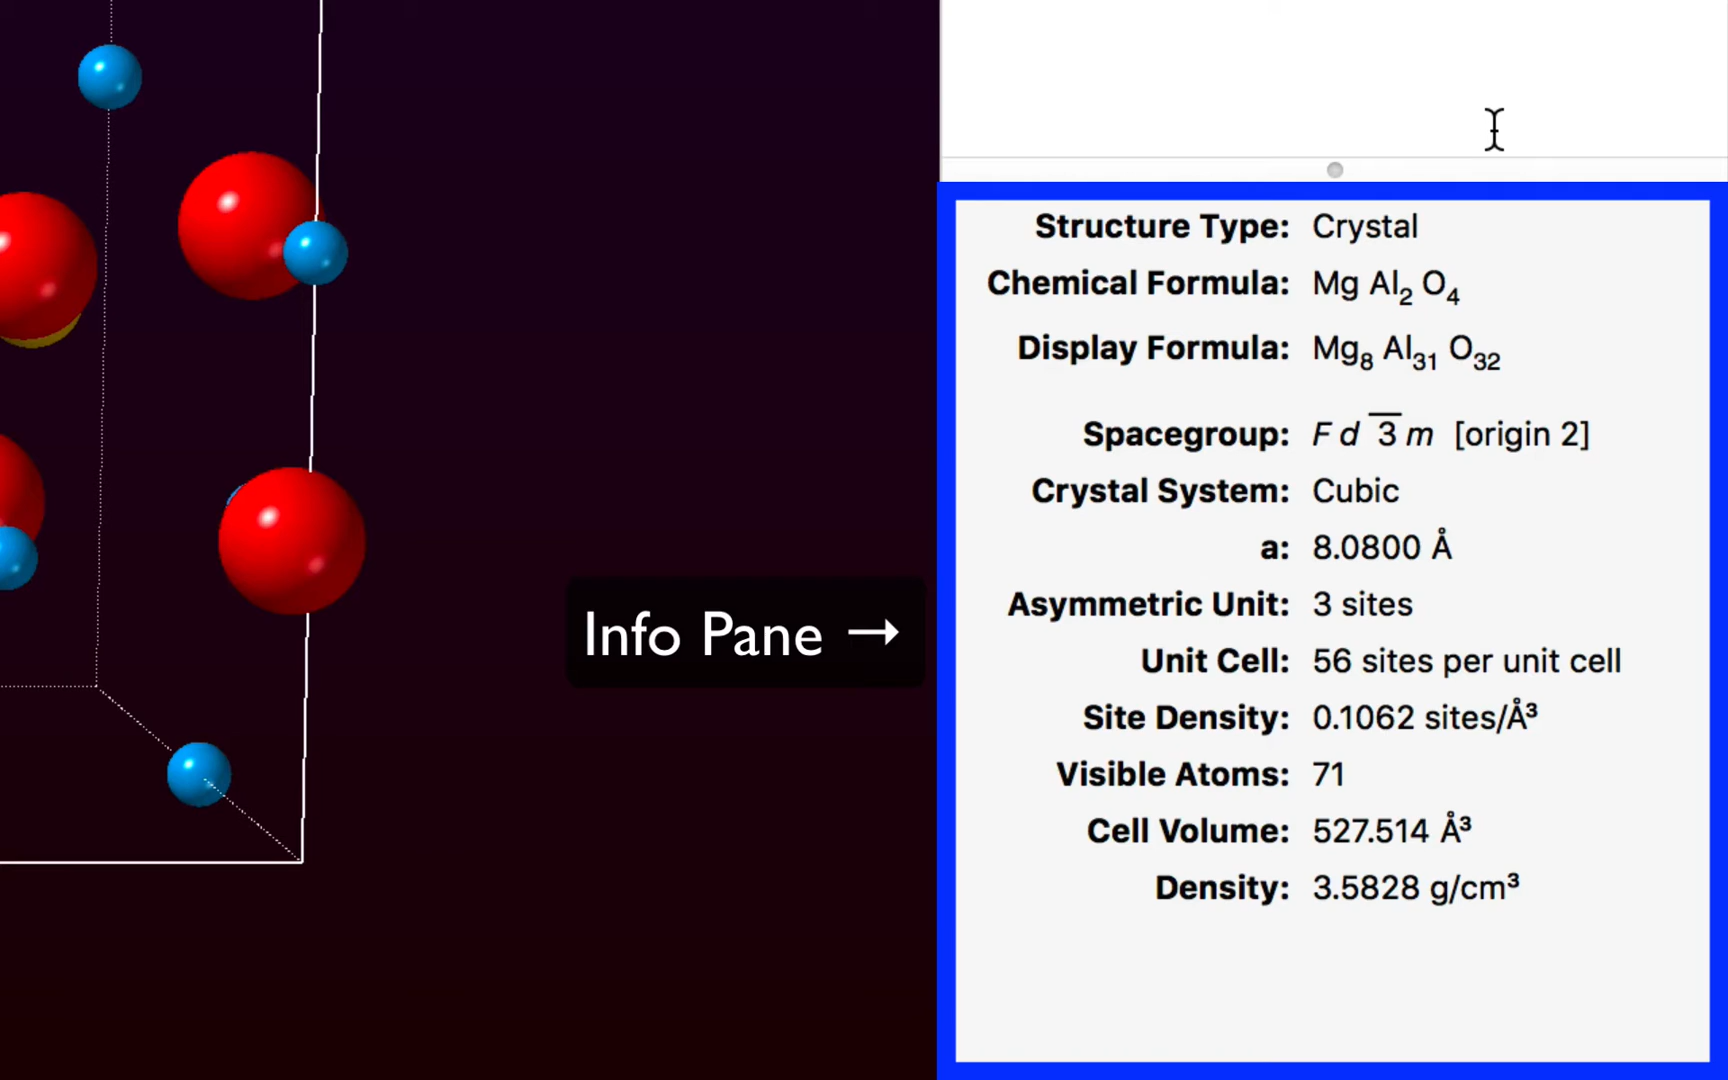 Structure Type: Crystal
Chemical Formula: Mg Al₂ O₄
Display Formula: Mg₈ Al₃₁ O₃₂
Spacegroup: F d 3̅ m [origin 2]
Crystal System: Cubic
a: 8.0800 Å
Asymmetric Unit: 3 sites
Info Pane →
Unit Cell: 56 sites per unit cell
Site Density: 0.1062 sites/Å³
Visible Atoms: 71
Cell Volume: 527.514 Å³
Density: 3.5828 g/cm³